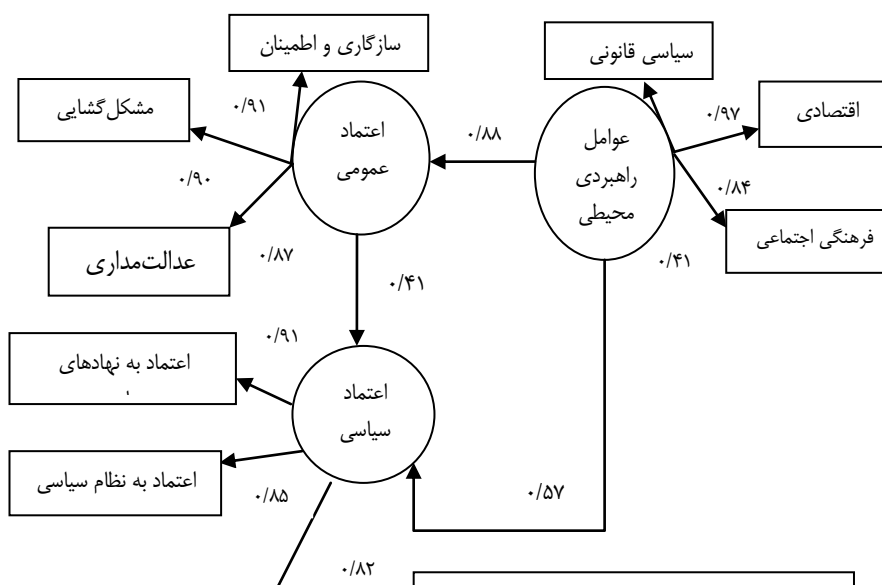 سیاسی قانونی
سازگاری و اطمینان
اقتصادی
۰/۹۷
عوامل
راهبردی
محیطی
۰/۸۸
اعتماد
عمومی
۰/۹۱
مشکل‌گشایی
۰/۸۴
۰/۹۰
فرهنگی اجتماعی
۰/۴۱
۰/۸۷
عدالت‌مداری
۰/۴۱
۰/۹۱
اعتماد به نهادهای
اعتماد
سیاسی
اعتماد به نظام سیاسی
۰/۸۵
۰/۵۷
۰/۸۲